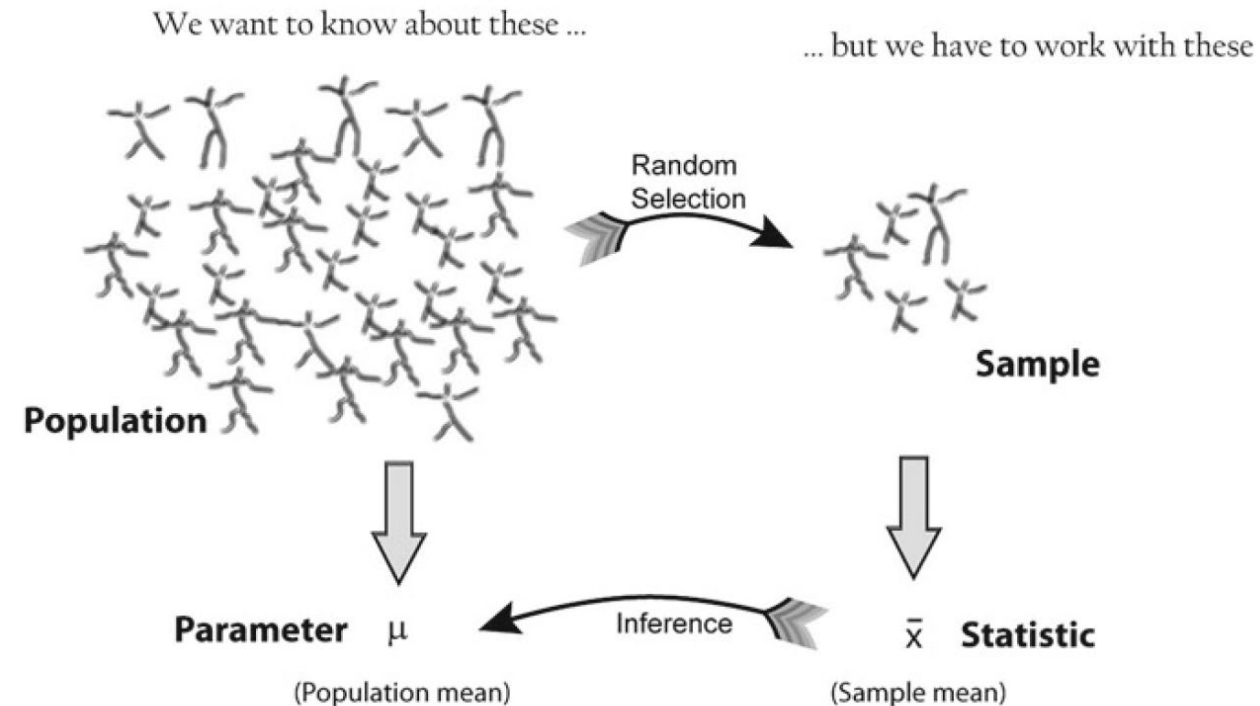 We want to know about these ...
... but we have to work with these
Random
Selection
Sample
Population
Inference
Parameter μ
x̄ Statistic
(Population mean)
(Sample mean)